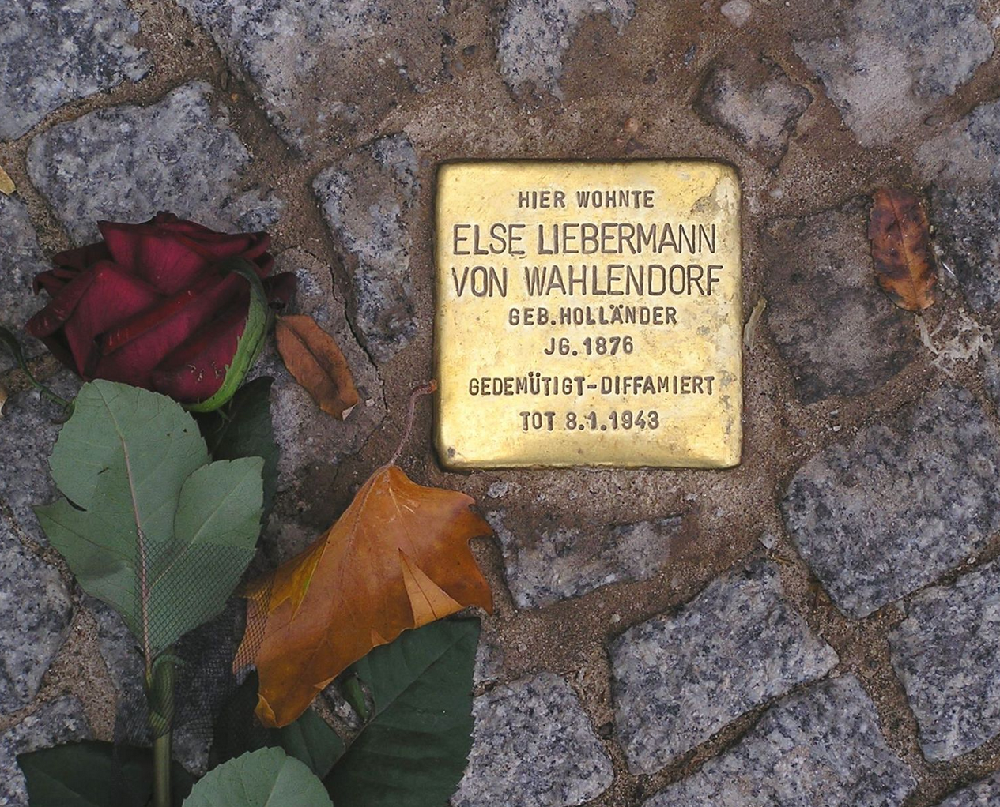 HIER WOHNTE
ELSE LIEBERMANN
VON WAHLENDORF
GEB.HOLLÄNDER
JG.1876
GEDEMÜTIGT-DIFFAMIERT
TOT 8.1.1943